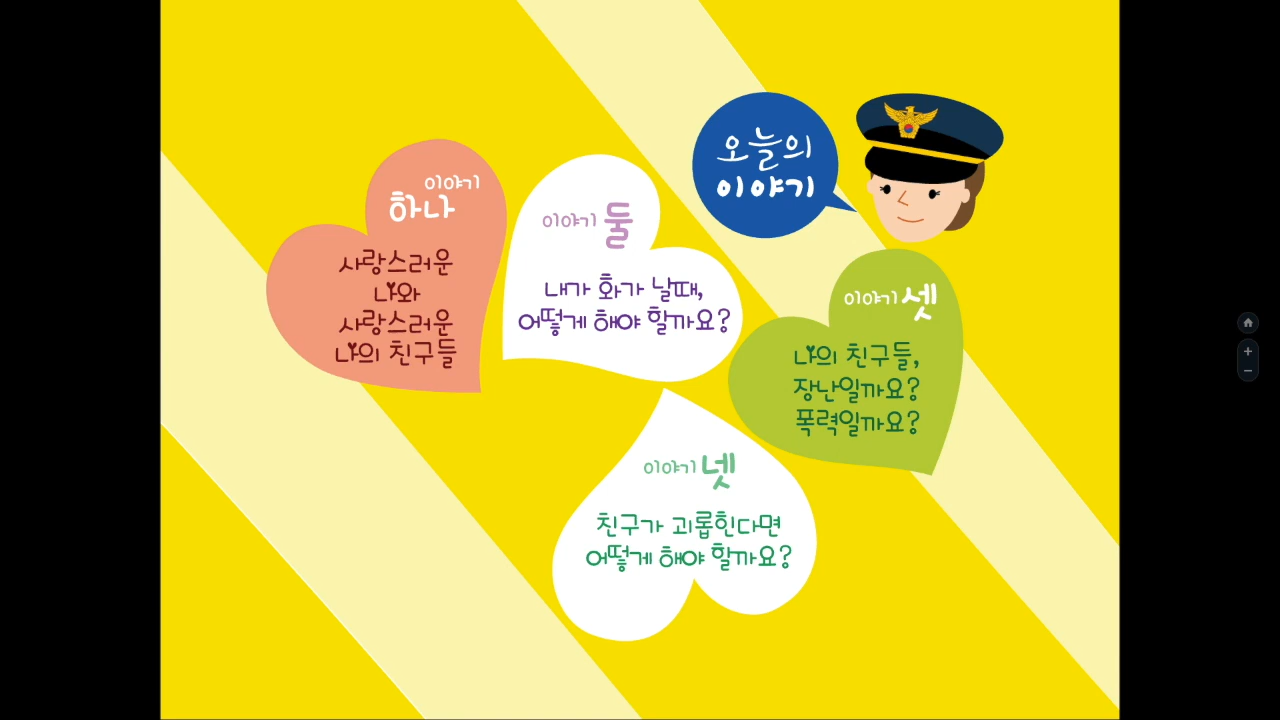 오늘의
이야기
이야기
하나
사랑스러운
나와
사랑스러운
나의 친구들
이야기 둘
내가 화가 날때,
어떻게 해야 할까요?
이야기 셋
나의 친구들,
장난일까요?
폭력일까요?
이야기 넷
친구가 괴롭힌다면
어떻게 해야 할까요?